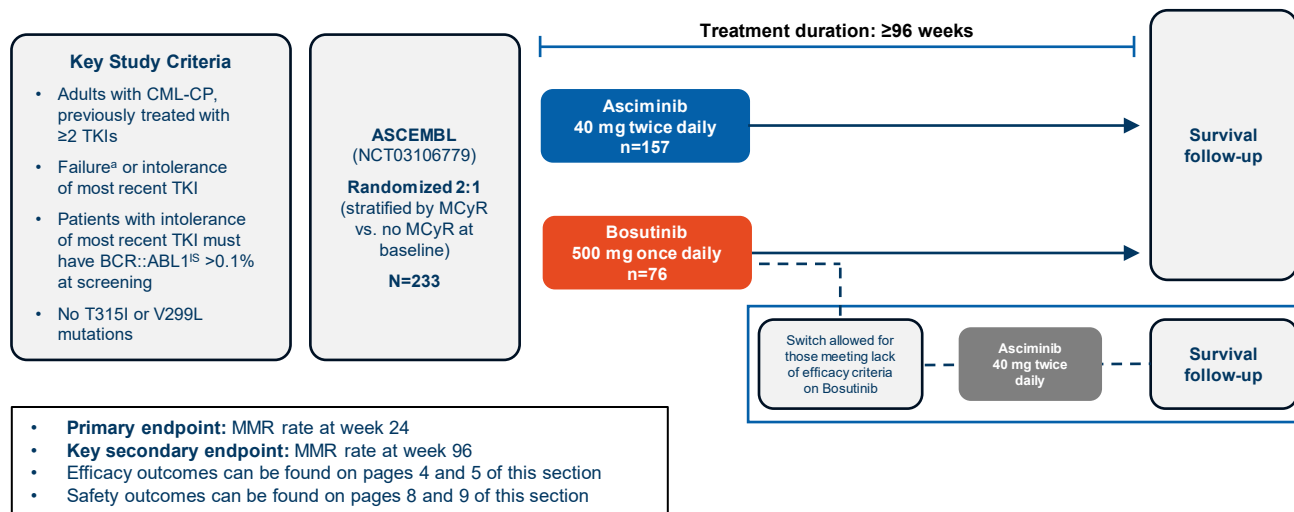 Key Study Criteria
• Adults with CML-CP,
previously treated with
≥2 TKIs
• Failureᵃ or intolerance
of most recent TKI
• Patients with intolerance
of most recent TKI must
have BCR::ABL1ᴵˢ >0.1%
at screening
• No T315I or V299L
mutations
ASCEMBL
(NCT03106779)
Randomized 2:1
(stratified by MCyR
vs. no MCyR at
baseline)
N=233
Treatment duration: ≥96 weeks
Asciminib
40 mg twice daily
n=157
Bosutinib
500 mg once daily
n=76
Survival
follow-up
Switch allowed for
those meeting lack
of efficacy criteria
on Bosutinib
Asciminib
40 mg twice
daily
Survival
follow-up
• Primary endpoint: MMR rate at week 24
• Key secondary endpoint: MMR rate at week 96
• Efficacy outcomes can be found on pages 4 and 5 of this section
• Safety outcomes can be found on pages 8 and 9 of this section